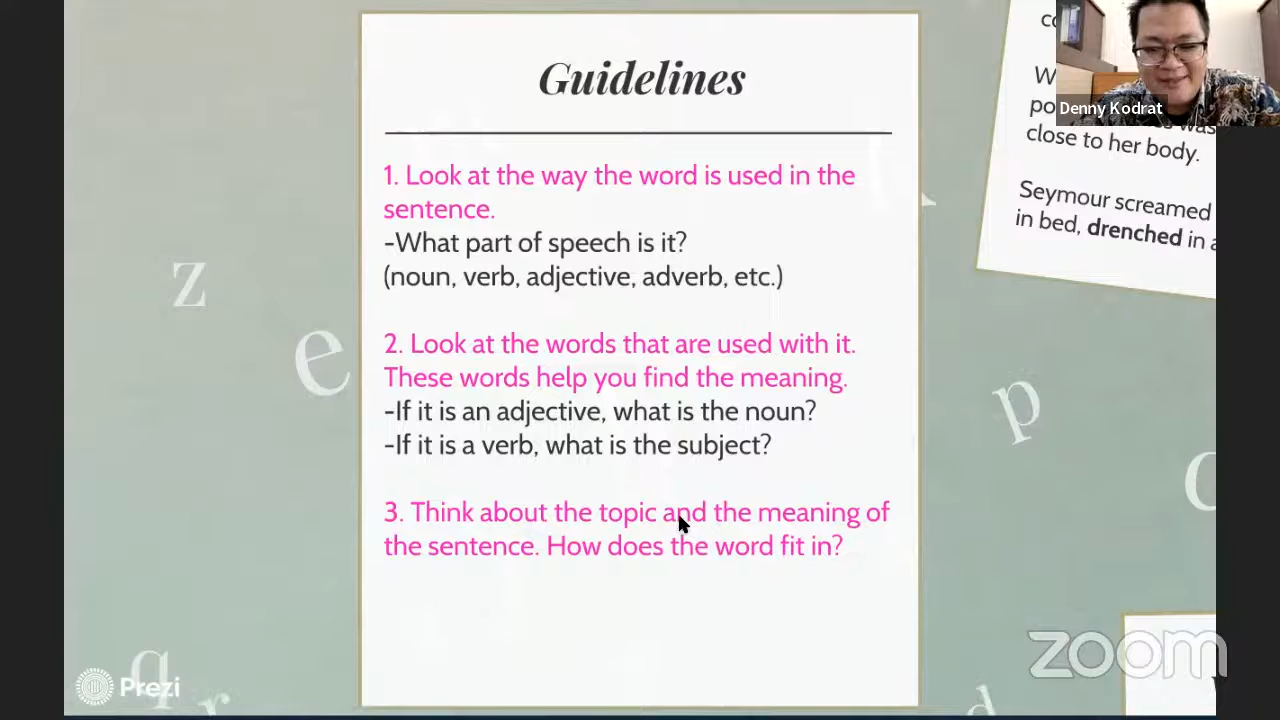 Guidelines
1. Look at the way the word is used in the
sentence.
-What part of speech is it?
(noun, verb, adjective, adverb, etc.)
2. Look at the words that are used with it.
These words help you find the meaning.
-If it is an adjective, what is the noun?
-If it is a verb, what is the subject?
3. Think about the topic and the meaning of
the sentence. How does the word fit in?
close to her body.
Seymour screamed
in bed, drenched in a
Denny Kodrat
z
e
p
q
r
d
Prezi
zoom